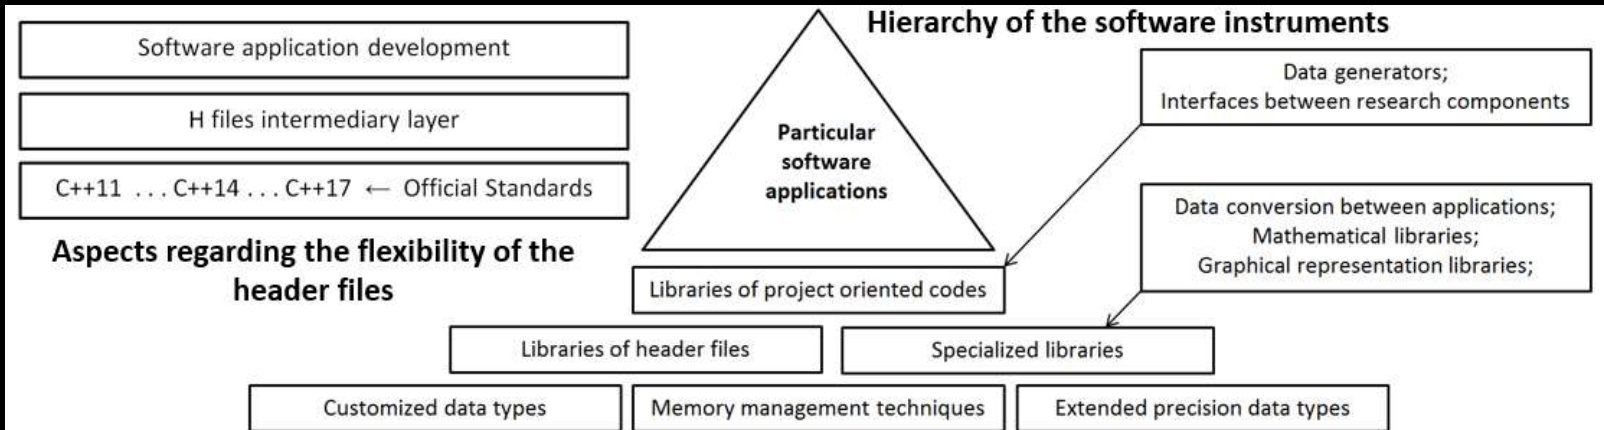 Software application development
H files intermediary layer
C++11 ... C++14 ... C++17 ← Official Standards
Aspects regarding the flexibility of the
header files
Hierarchy of the software instruments
Particular
software
applications
Data generators;
Interfaces between research components
Data conversion between applications;
Mathematical libraries;
Graphical representation libraries;
Libraries of project oriented codes
Libraries of header files
Specialized libraries
Customized data types
Memory management techniques
Extended precision data types